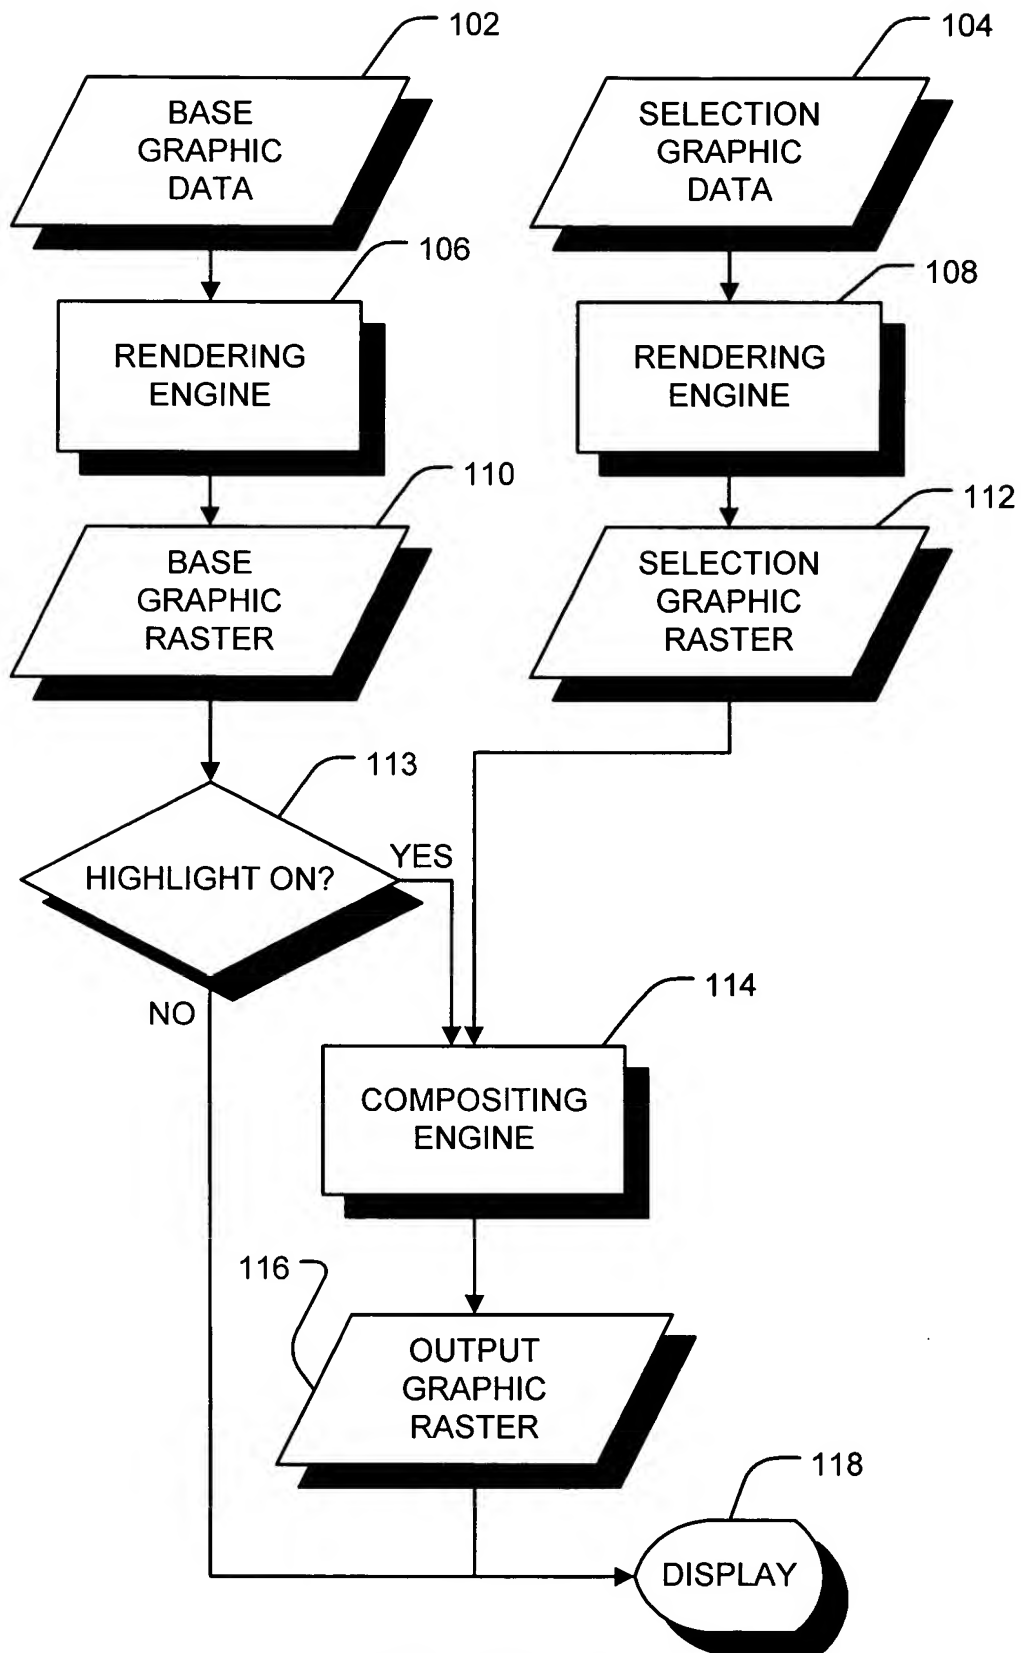 102
104
BASE
GRAPHIC
DATA
SELECTION
GRAPHIC
DATA
106
108
RENDERING
ENGINE
RENDERING
ENGINE
110
112
BASE
GRAPHIC
RASTER
SELECTION
GRAPHIC
RASTER
113
HIGHLIGHT ON?
YES
NO
114
COMPOSITING
ENGINE
116
OUTPUT
GRAPHIC
RASTER
118
DISPLAY